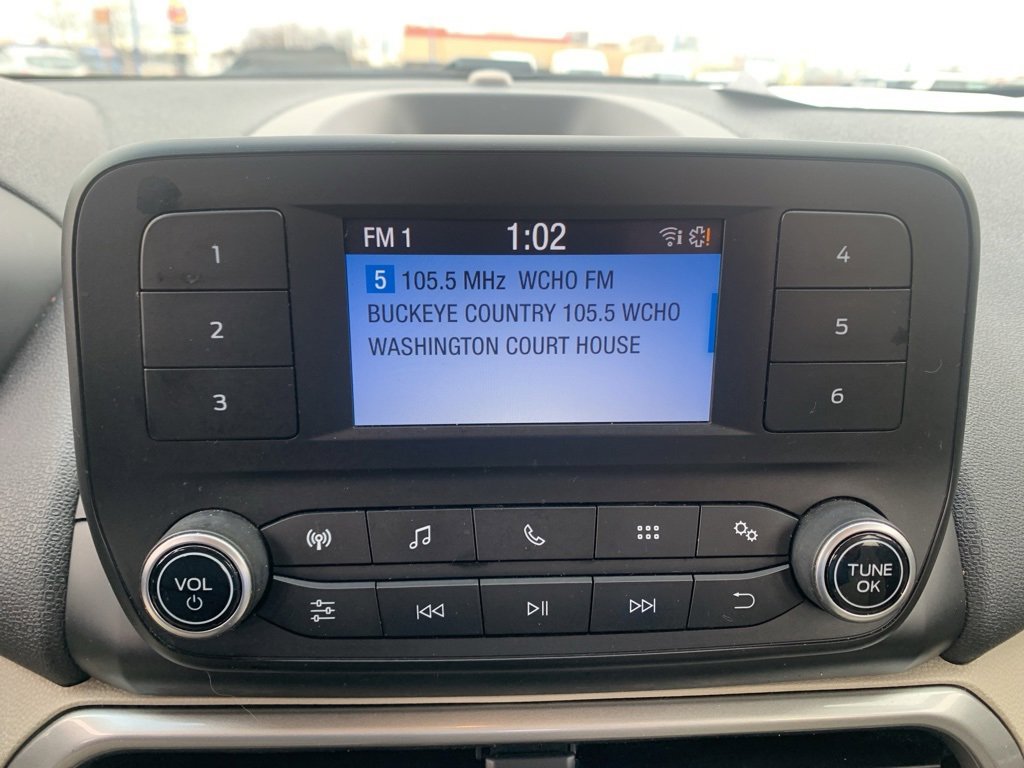 FM 1 1:02
5 105.5 MHz WCHO FM
BUCKEYE COUNTRY 105.5 WCHO
WASHINGTON COURT HOUSE
1
2
3
4
5
6
VOL
TUNE
OK